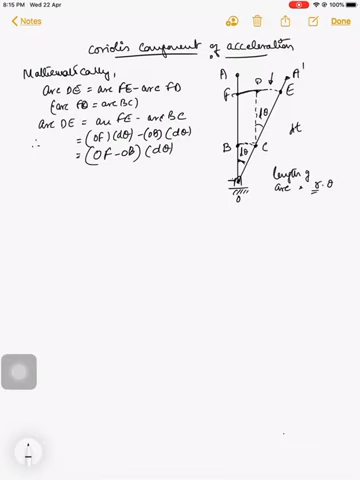 8:15 PM Wed 22 Apr
100%
Notes
Done
Coriolis component of acceleration
Mathematically,
arc DE = arc FE - arc FD
(arc FD = arc BC)
arc DE = arc FE - arc BC
∴ = (OF) (dθ) - (OB) (dθ)
= (OF - OB) (dθ)
A
A'
F
D
E
dθ
dt
B
C
dθ
O
length of
arc = r.θ